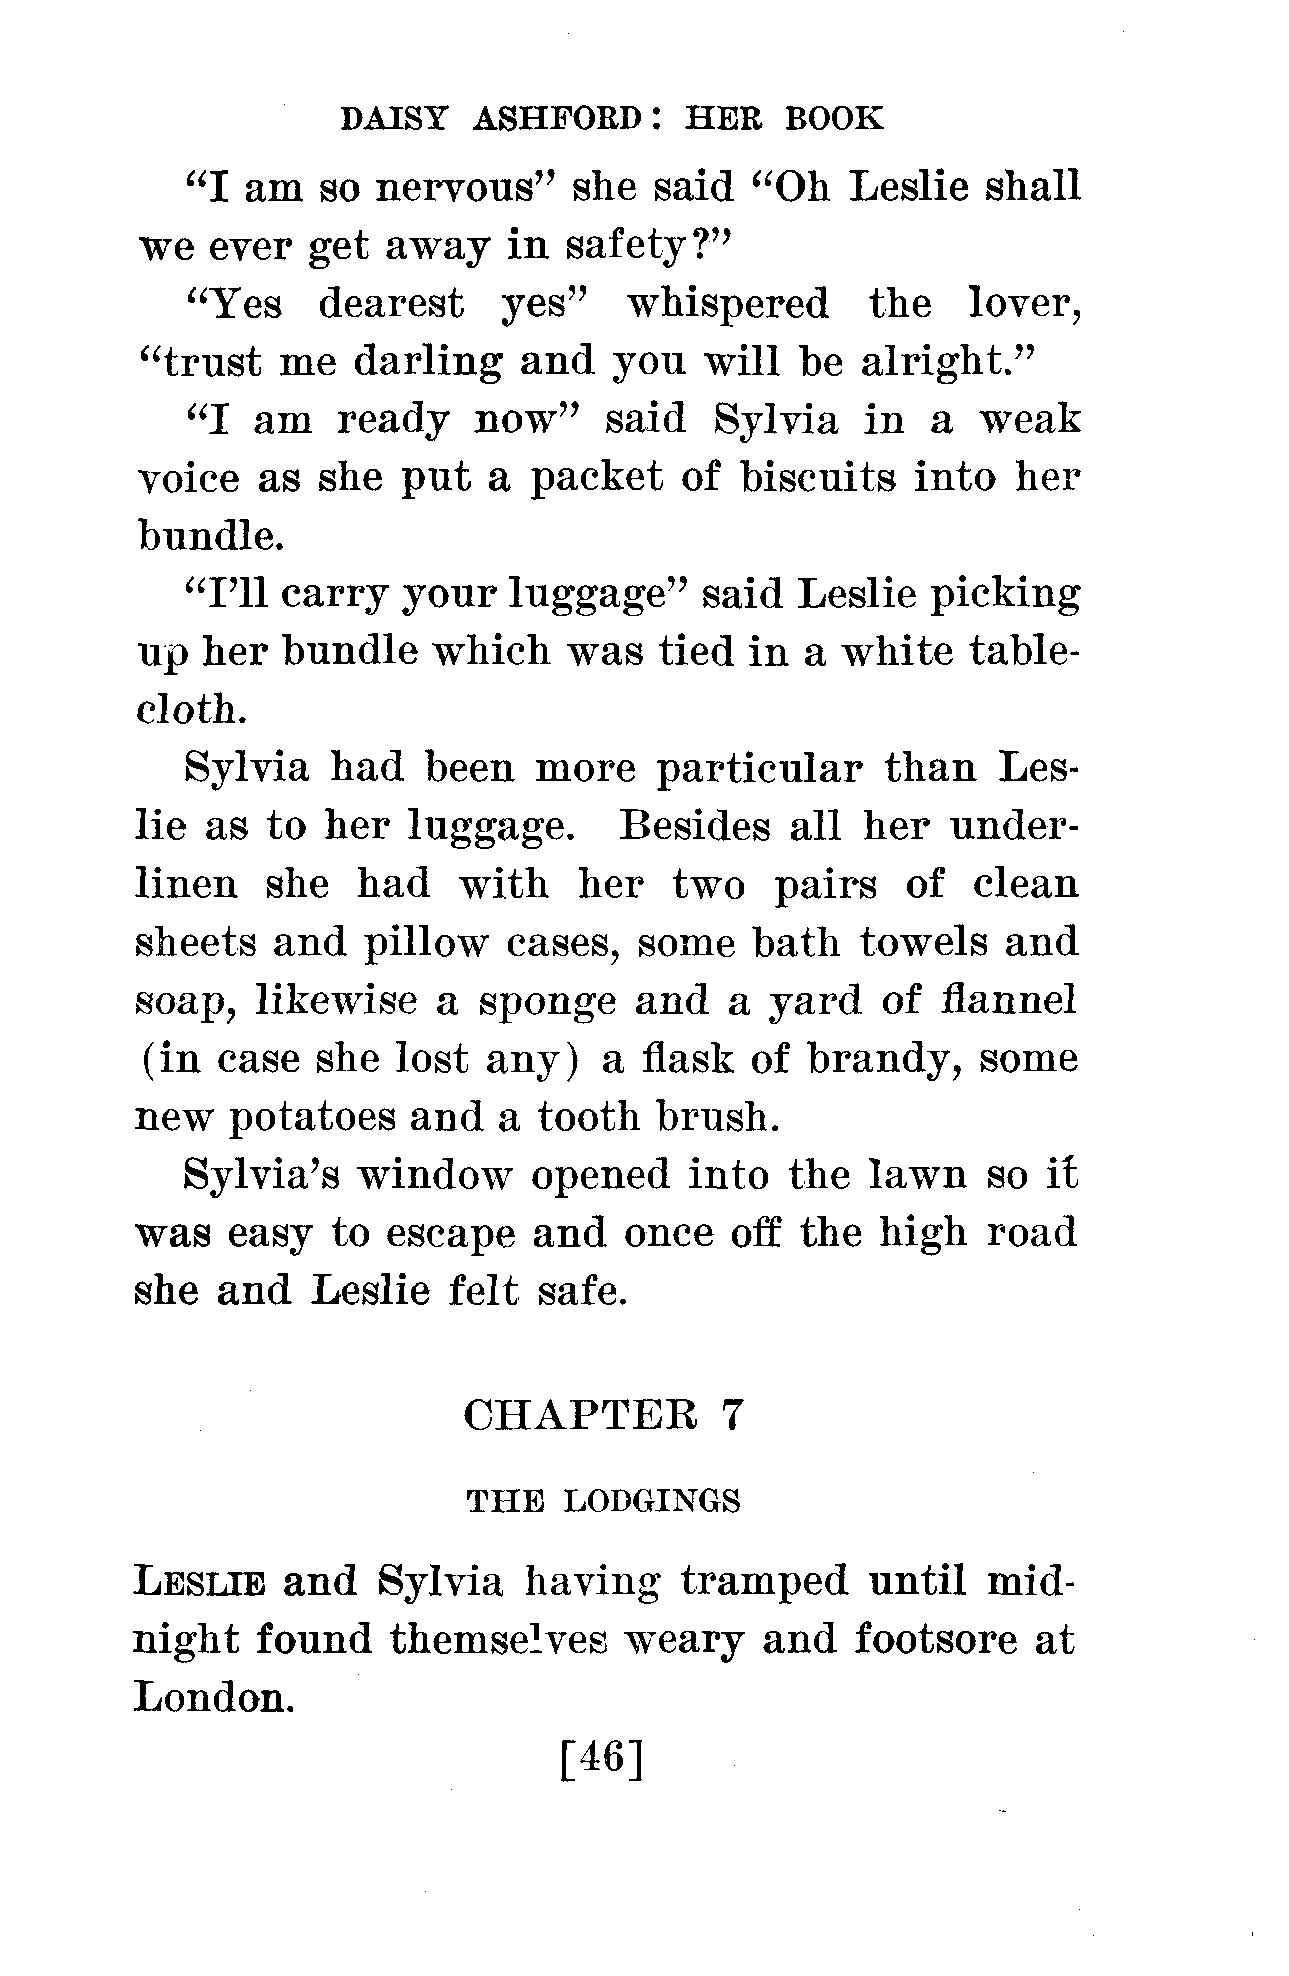 DAISY ASHFORD: HER BOOK
“I am so nervous” she said “Oh Leslie shall
we ever get away in safety?”
“Yes dearest yes” whispered the lover,
“trust me darling and you will be alright.”
“I am ready now” said Sylvia in a weak
voice as she put a packet of biscuits into her
bundle.
“I’ll carry your luggage” said Leslie picking
up her bundle which was tied in a white table-
cloth.
Sylvia had been more particular than Les-
lie as to her luggage. Besides all her under-
linen she had with her two pairs of clean
sheets and pillow cases, some bath towels and
soap, likewise a sponge and a yard of flannel
(in case she lost any) a flask of brandy, some
new potatoes and a tooth brush.
Sylvia’s window opened into the lawn so it
was easy to escape and once off the high road
she and Leslie felt safe.
CHAPTER 7
THE LODGINGS
LESLIE and Sylvia having tramped until mid-
night found themselves weary and footsore at
London.
[46]